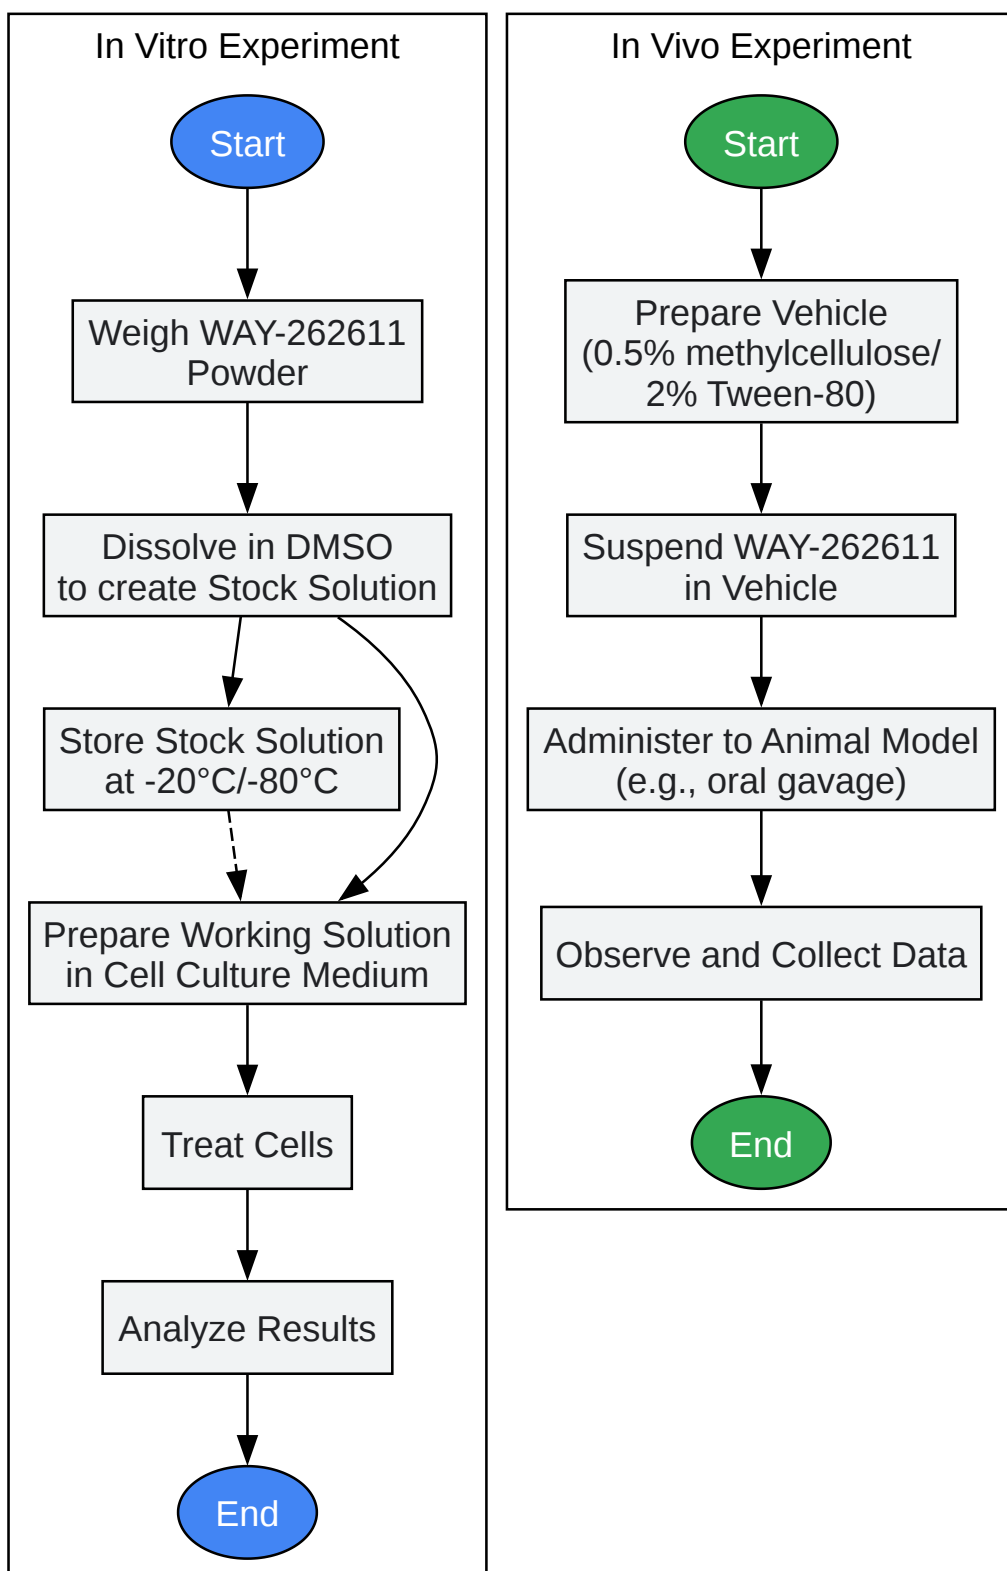 In Vitro Experiment
Start
Weigh WAY-262611
Powder
Dissolve in DMSO
to create Stock Solution
Store Stock Solution
at -20°C/-80°C
Prepare Working Solution
in Cell Culture Medium
Treat Cells
Analyze Results
End
In Vivo Experiment
Start
Prepare Vehicle
(0.5% methylcellulose/
2% Tween-80)
Suspend WAY-262611
in Vehicle
Administer to Animal Model
(e.g., oral gavage)
Observe and Collect Data
End